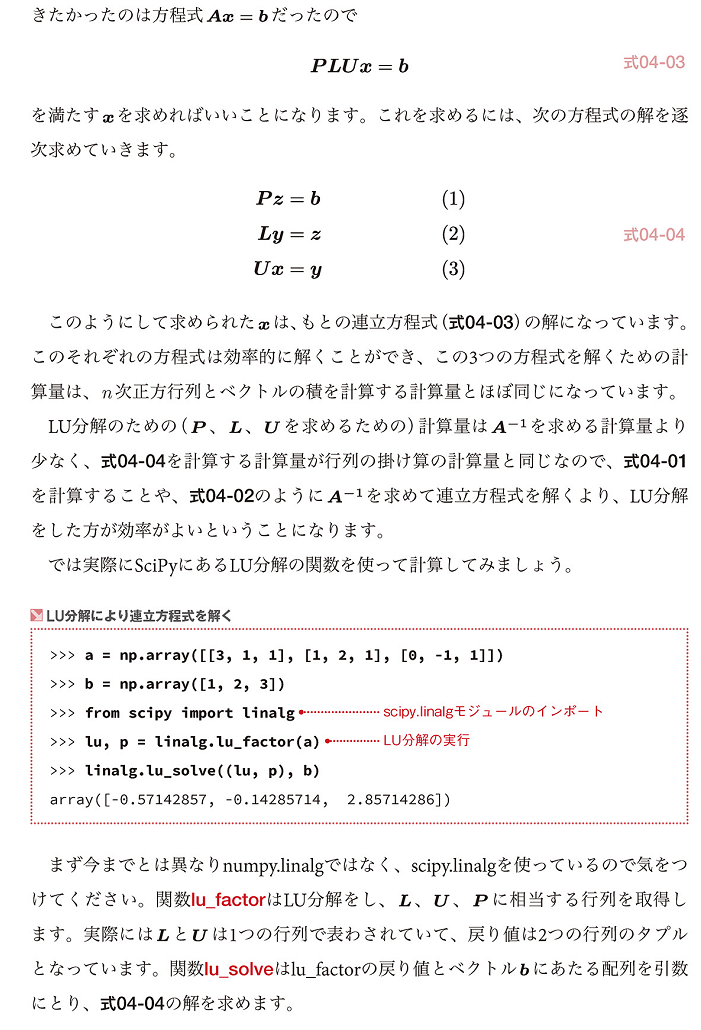 きたかったのは方程式 Ax = b だったので
PLUx = b 式04-03
を満たす x を求めればいいことになります。これを求めるには、次の方程式の解を逐
次求めていきます。
Pz = b (1)
Ly = z (2) 式04-04
Ux = y (3)
このようにして求められた x は、もとの連立方程式（式04-03）の解になっています。
このそれぞれの方程式は効率的に解くことができ、この3つの方程式を解くための計
算量は、n次正方行列とベクトルの積を計算する計算量とほぼ同じになっています。
LU分解のための（P、L、U を求めるための）計算量は A⁻¹ を求める計算量より
少なく、式04-04を計算する計算量が行列の掛け算の計算量と同じなので、式04-01
を計算することや、式04-02のように A⁻¹ を求めて連立方程式を解くより、LU分解
をした方が効率がよいということになります。
では実際にSciPyにあるLU分解の関数を使って計算してみましょう。
LU分解により連立方程式を解く
>>> a = np.array([[3, 1, 1], [1, 2, 1], [0, -1, 1]])
>>> b = np.array([1, 2, 3])
>>> from scipy import linalg scipy.linalgモジュールのインポート
>>> lu, p = linalg.lu_factor(a) LU分解の実行
>>> linalg.lu_solve((lu, p), b)
array([-0.57142857, -0.14285714,  2.85714286])
まず今までとは異なりnumpy.linalgではなく、scipy.linalgを使っているので気をつ
けてください。関数lu_factorはLU分解をし、L、U、P に相当する行列を取得し
ます。実際には L と U は1つの行列で表わされていて、戻り値は2つの行列のタプル
となっています。関数lu_solveはlu_factorの戻り値とベクトル b にあたる配列を引数
にとり、式04-04の解を求めます。